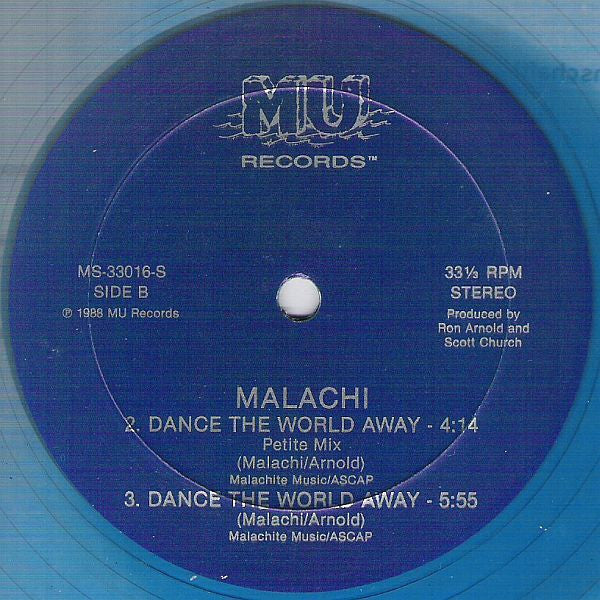 MU
RECORDS™
MS-33016-S
SIDE B
℗ 1988 MU Records
33⅓ RPM
STEREO
Produced by
Ron Arnold and
Scott Church
MALACHI
2. DANCE THE WORLD AWAY - 4:14
Petite Mix
(Malachi/Arnold)
Malachite Music/ASCAP
3. DANCE THE WORLD AWAY - 5:55
(Malachi/Arnold)
Malachite Music/ASCAP